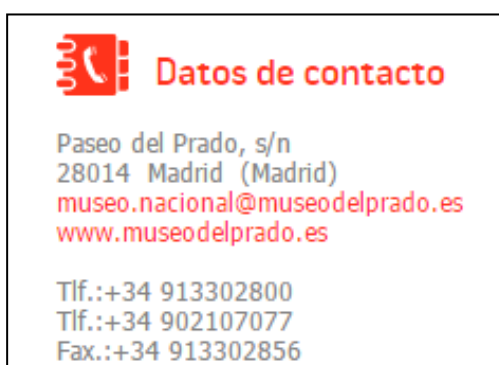 Datos de contacto
Paseo del Prado, s/n
28014 Madrid (Madrid)
museo.nacional@museodelprado.es
www.museodelprado.es
Tlf.:+34 913302800
Tlf.:+34 902107077
Fax.:+34 913302856